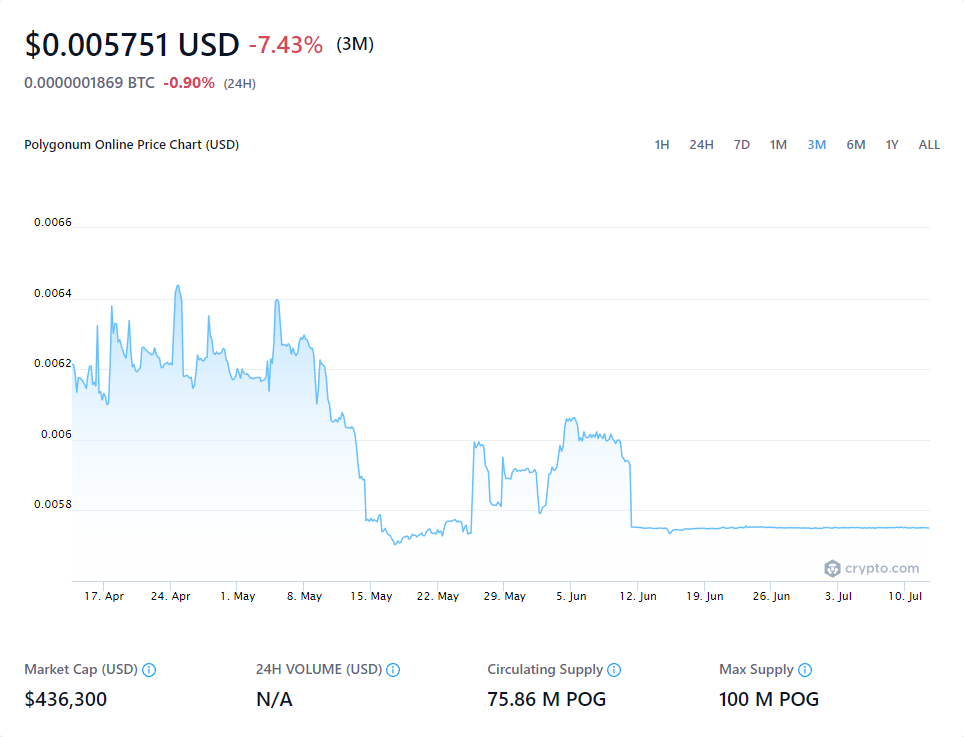 $0.005751 USD -7.43% (3M)
0.0000001869 BTC -0.90% (24H)
Polygonum Online Price Chart (USD) 1H 24H 7D 1M 3M 6M 1Y ALL
0.0066
0.0064
0.0062
0.006
0.0058
crypto.com
17. Apr 24. Apr 1. May 8. May 15. May 22. May 29. May 5. Jun 12. Jun 19. Jun 26. Jun 3. Jul 10. Jul
Market Cap (USD) 24H VOLUME (USD) Circulating Supply Max Supply
$436,300 N/A 75.86 M POG 100 M POG